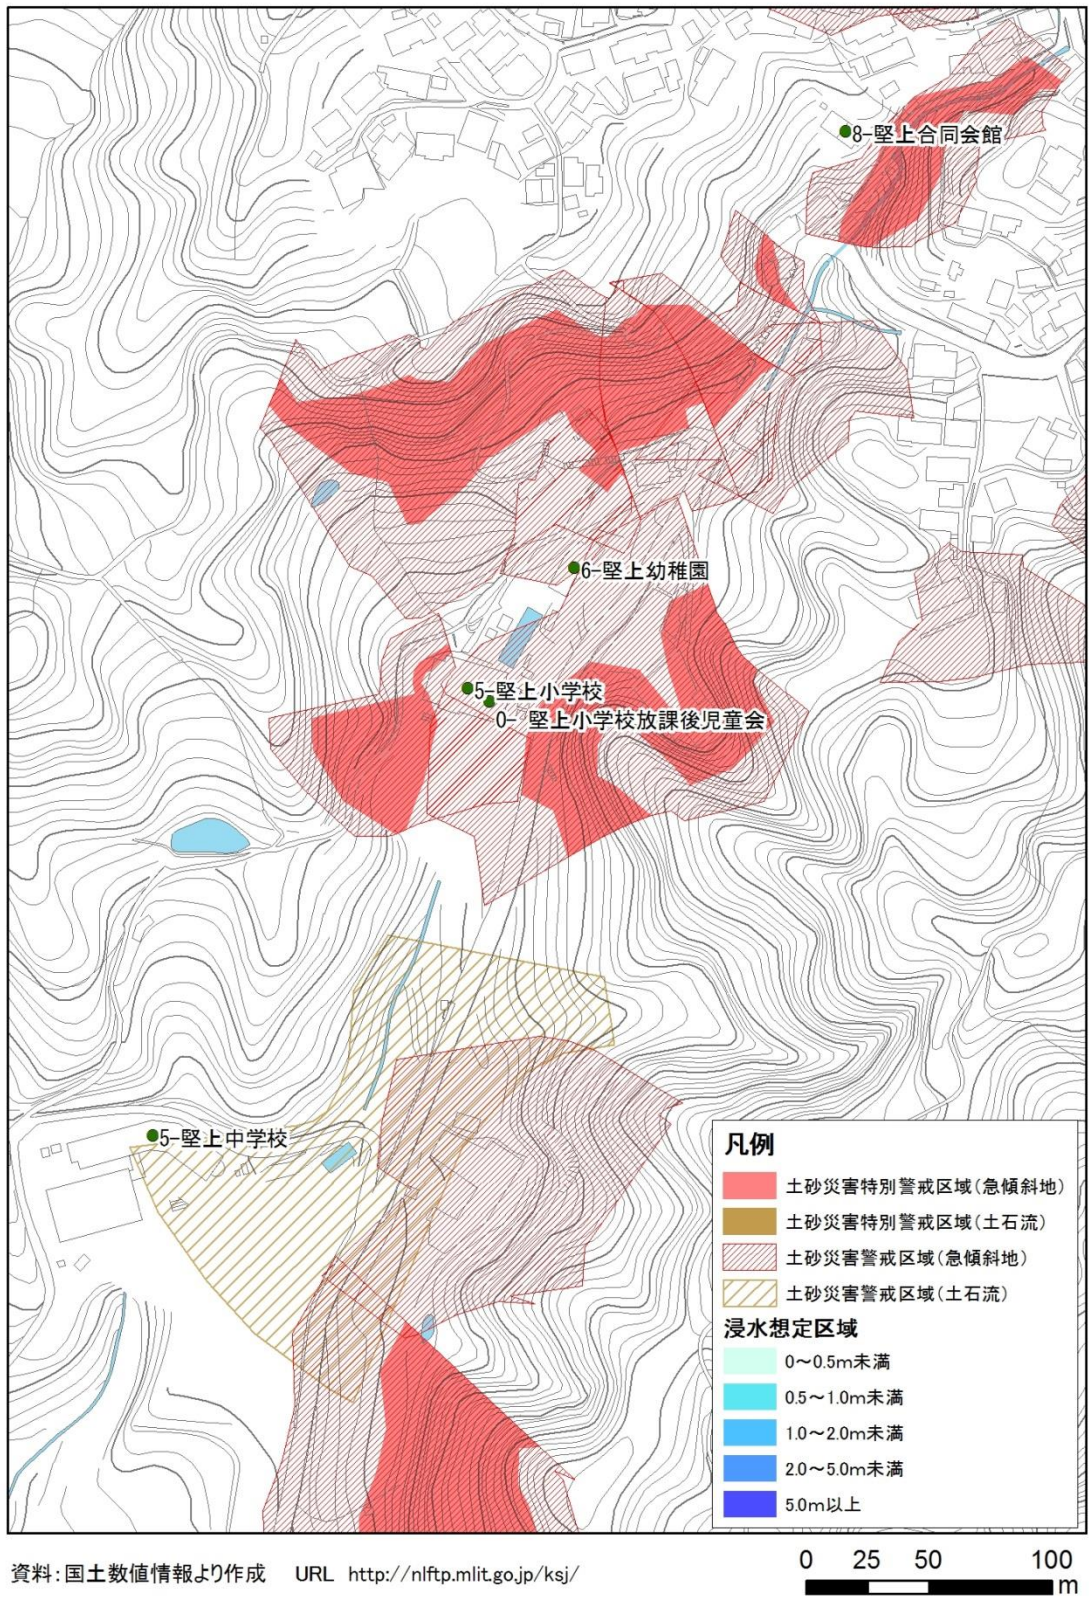 8-堅上合同会館
6-堅上幼稚園
5-堅上小学校
0- 堅上小学校放課後児童会
5-堅上中学校
凡例
土砂災害特別警戒区域(急傾斜地)
土砂災害特別警戒区域(土石流)
土砂災害警戒区域(急傾斜地)
土砂災害警戒区域(土石流)
浸水想定区域
0~0.5m未満
0.5~1.0m未満
1.0~2.0m未満
2.0~5.0m未満
5.0m以上
資料:国土数値情報より作成 URL http://nlftp.mlit.go.jp/ksj/
0 25 50 100
m